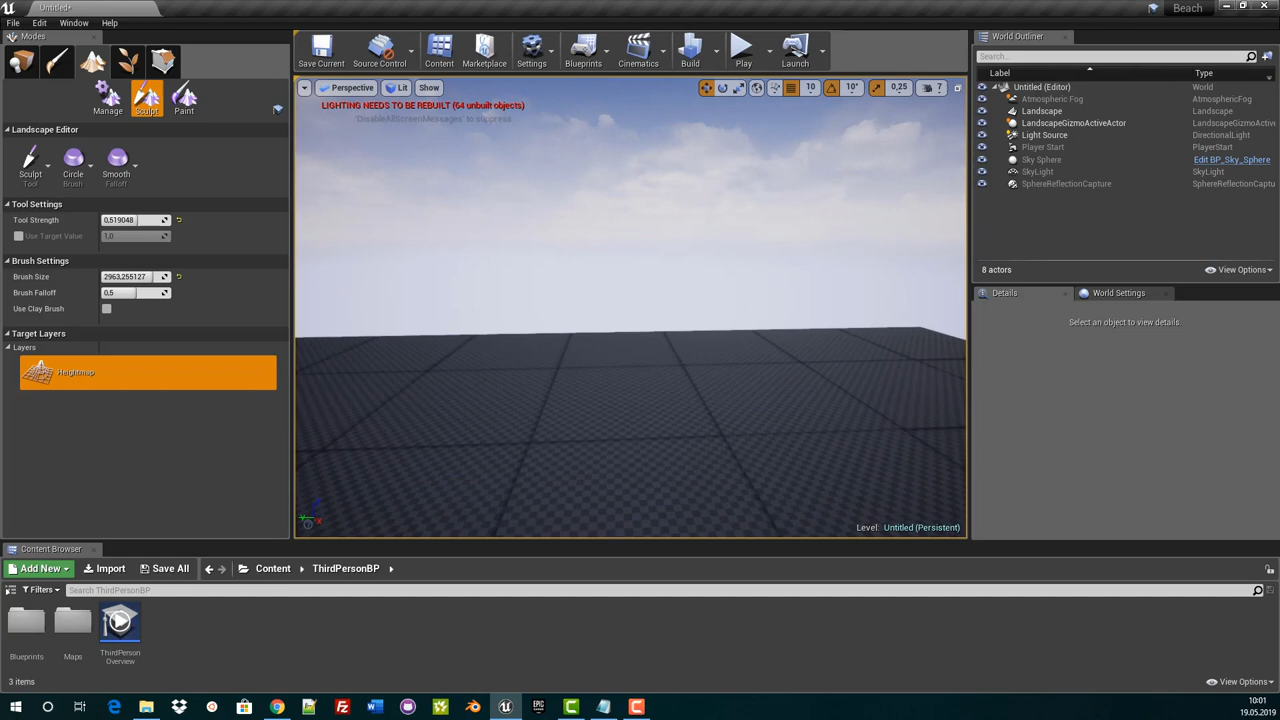 Untitled*
Beach
File Edit Window Help
Modes
Manage Sculpt Paint
Landscape Editor
Sculpt Circle Smooth
Tool Brush Falloff
Tool Settings
Tool Strength 0,519048
Use Target Value 1,0
Brush Settings
Brush Size 2963,255127
Brush Falloff 0,5
Use Clay Brush
Target Layers
Layers
Heightmap
Save Current Source Control Content Marketplace Settings Blueprints Cinematics Build Play Launch
Perspective Lit Show
10 10° 0,25 7
LIGHTING NEEDS TO BE REBUILT (64 unbuilt objects)
'DisableAllScreenMessages' to suppress
Level: Untitled (Persistent)
World Outliner
Search...
Label Type
Untitled (Editor) World
Atmospheric Fog AtmosphericFog
Landscape Landscape
LandscapeGizmoActiveActor LandscapeGizmo
Light Source DirectionalLight
Player Start PlayerStart
Sky Sphere Edit BP_Sky_Sphere
SkyLight SkyLight
SphereReflectionCapture SphereReflectionCaptu
8 actors View Options
Details World Settings
Select an object to view details.
Content Browser
Add New Import Save All Content ThirdPersonBP
Filters Search ThirdPersonBP
Blueprints Maps ThirdPerson
Overview
3 items View Options
10:01
19.05.2019